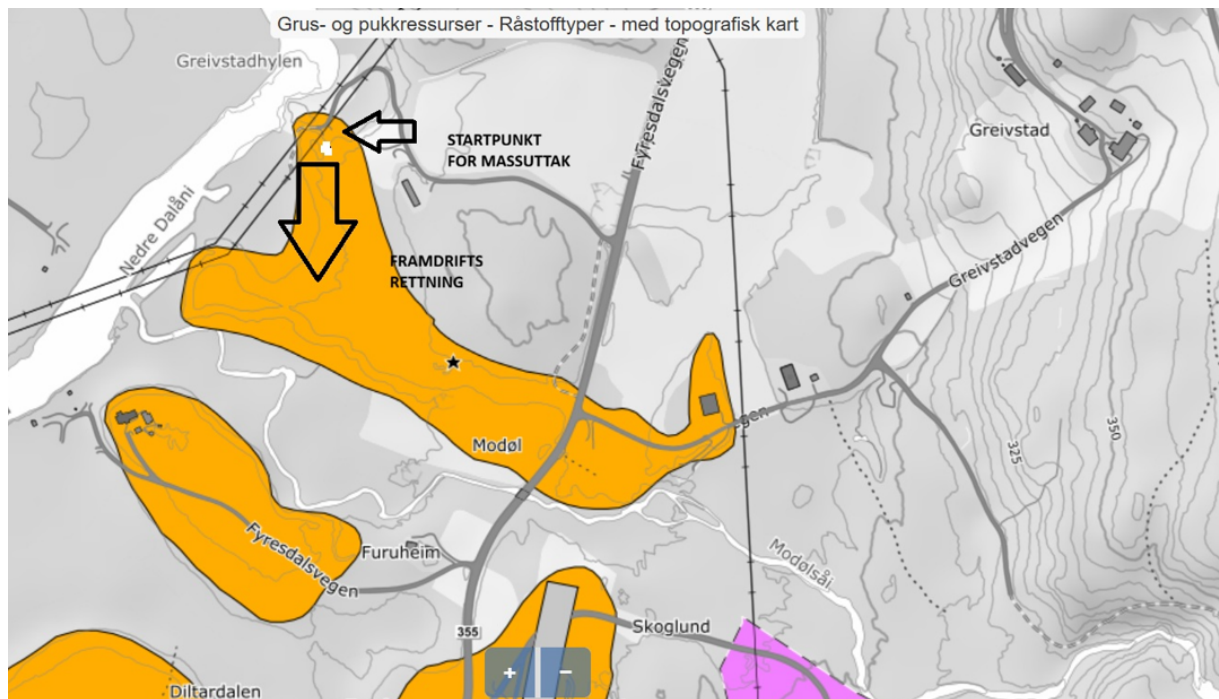 Grus- og pukkressurser - Råstofftyper - med topografisk kart
Greivstadhylen
Fyresdalsvegen
Greivstad
STARTPUNKT
FOR MASSUTTAK
Nedre Dalåni
Greivstadvegen
FRAMDRIFTS
RETTNING
egen
350
325
Modøl
Fyresdalsvegen
Furuheim
Modølsåi
355
Skoglund
+
−
Diltardalen